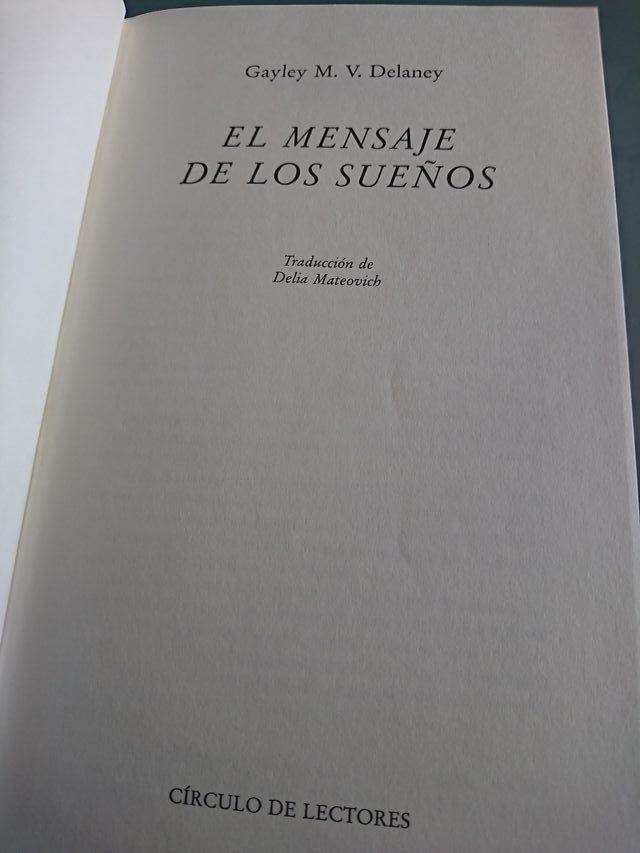 Gayley M. V. Delaney
EL MENSAJE
DE LOS SUEÑOS
Traducción de
Delia Mateovich
CÍRCULO DE LECTORES